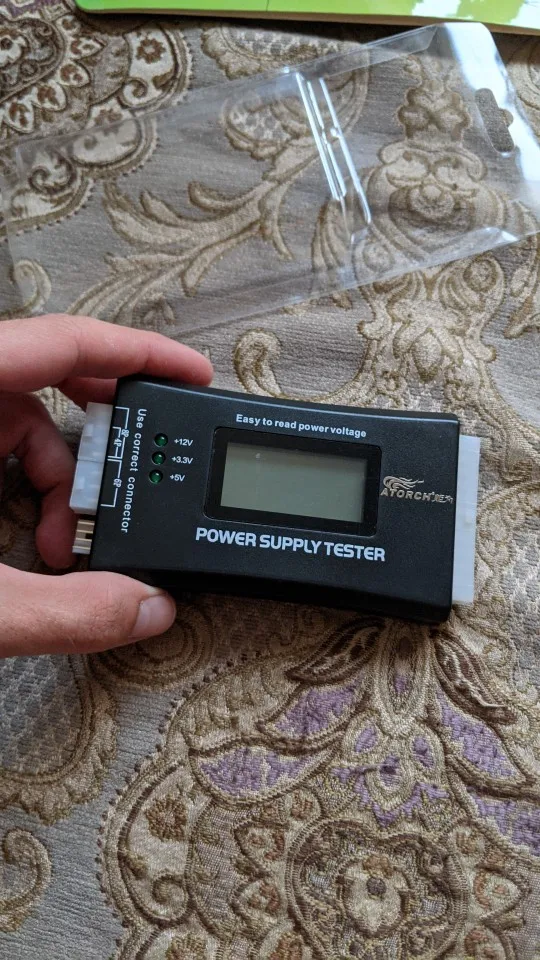 Easy to read power voltage
Use correct connector
+12V
+3.3V
+5V
ATORCH
POWER SUPPLY TESTER